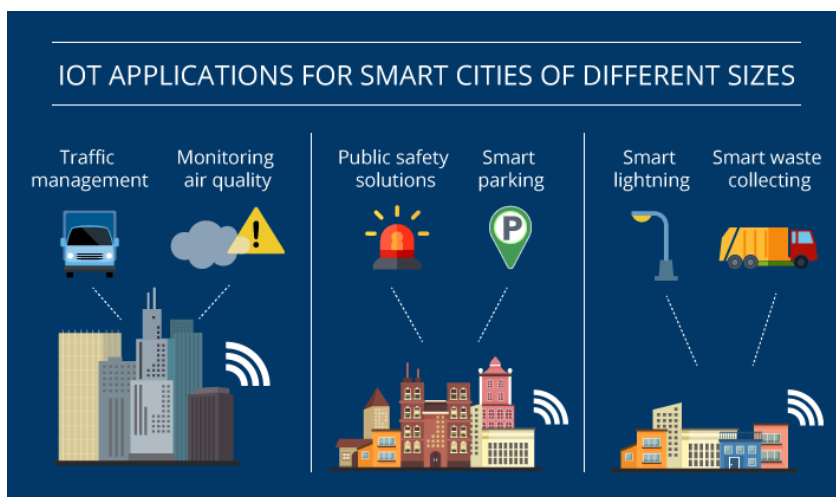 IOT APPLICATIONS FOR SMART CITIES OF DIFFERENT SIZES
Traffic
management
Monitoring
air quality
Public safety
solutions
Smart
parking
Smart
lightning
Smart waste
collecting
!
P